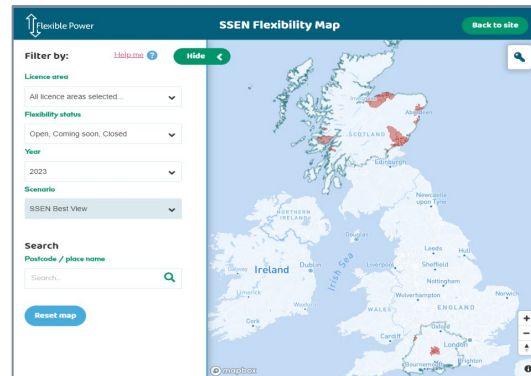 Flexible Power
SSEN Flexibility Map
Back to site
Filter by:
Help me ?
Hide
Licence area
All licence areas selected...
Flexibility status
Open, Coming soon, Closed
Year
2023
Scenario
SSEN Best View
Search
Postcode / place name
Search...
Reset map
Aberdeen
SCOTLAND
Edinburgh
Newcastle
upon Tyne
NORTHERN
IRELAND
Douglas
Leeds
Hull
Galway
Dublin
Ireland
Irish Sea
Liverpool
Sheffield
Nottingham
Limerick
Norwich
Wolverhampton
WALES
ENGLAND
Cork
Oxford
Cardiff
London
Bournemouth
Brighton
mapbox
+
−